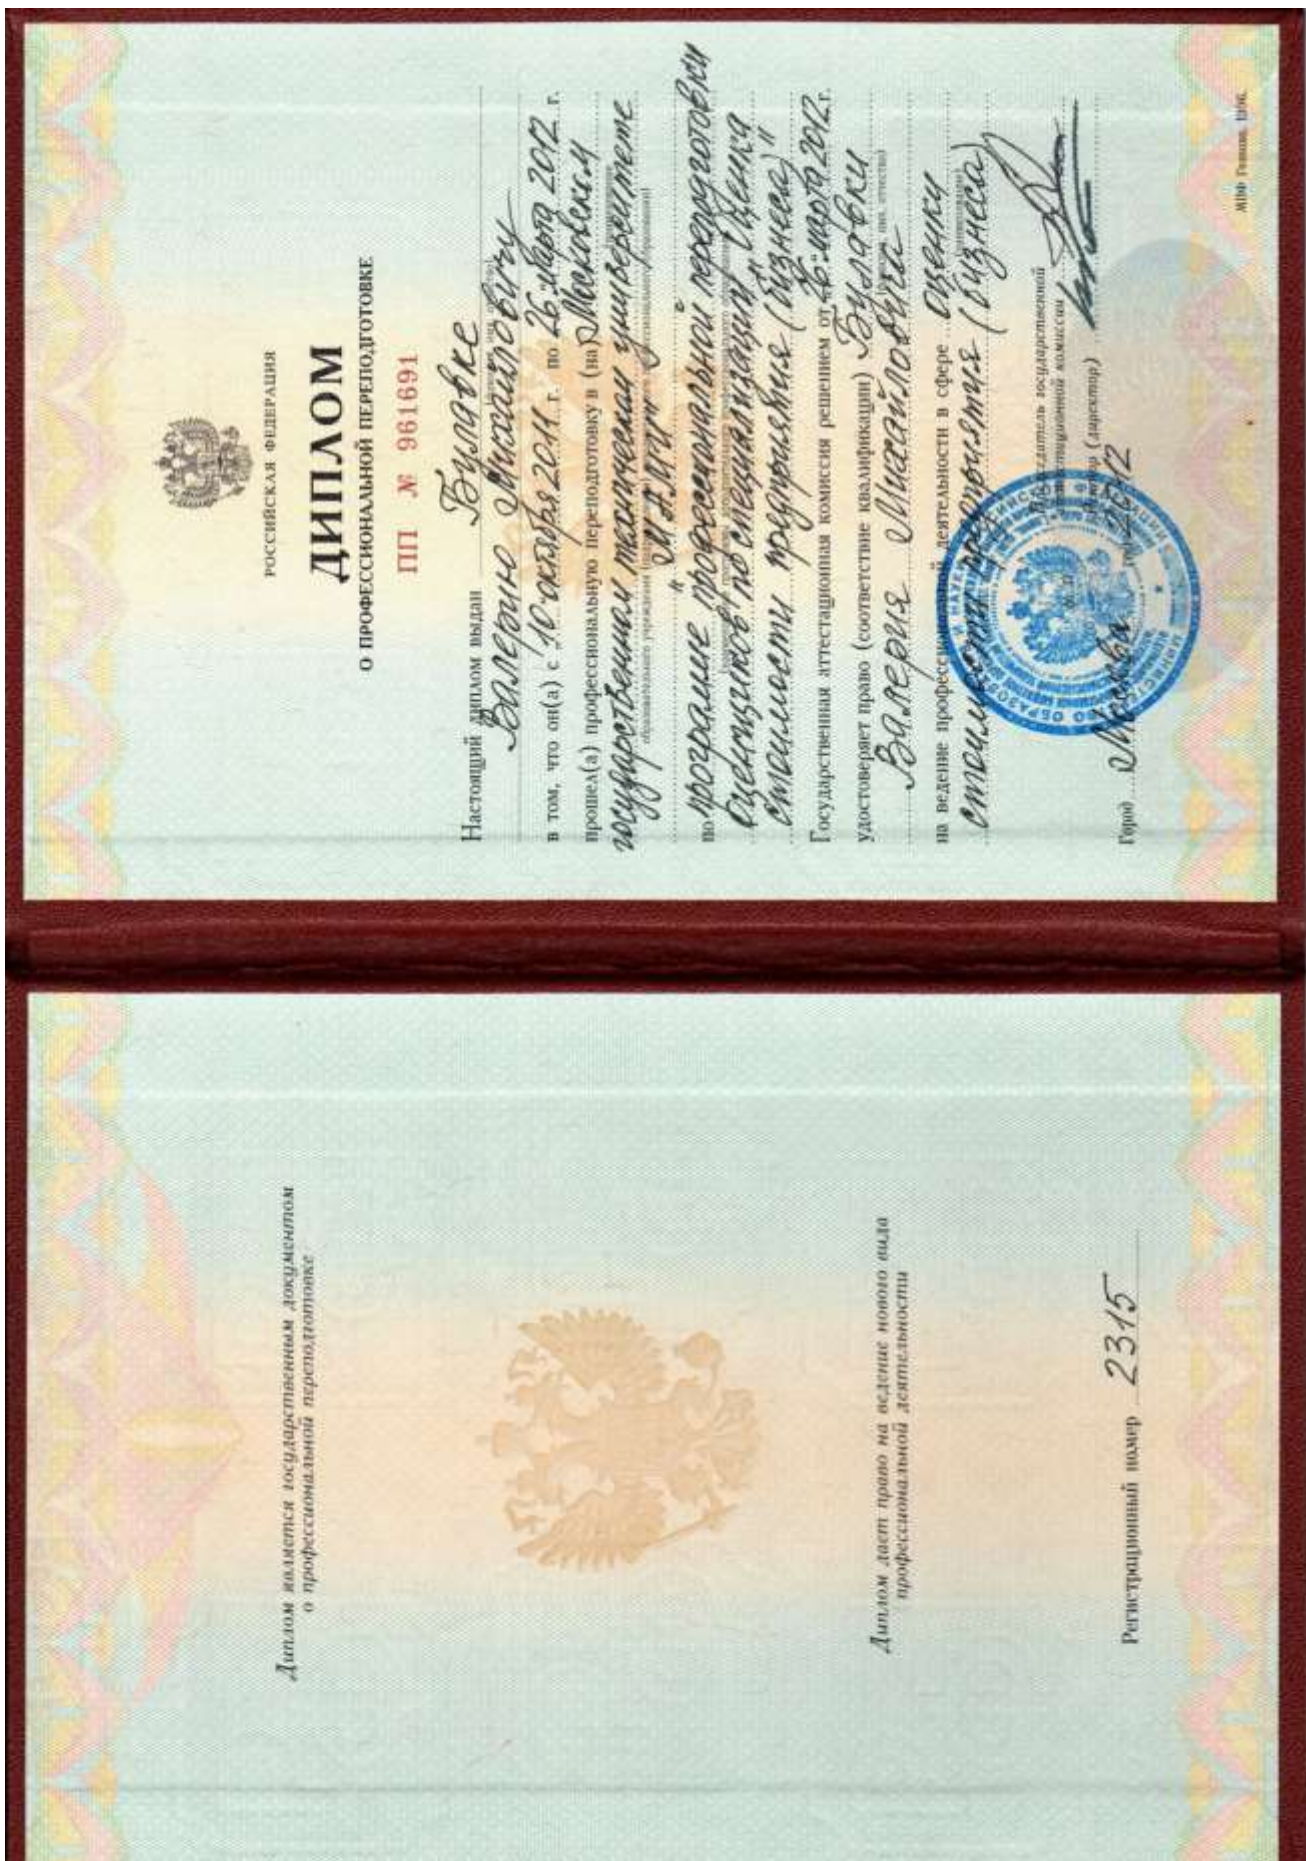 Диплом является государственным документом
о профессиональной переподготовке
Диплом дает право на ведение нового вида
профессиональной деятельности
Регистрационный номер 2315
РОССИЙСКАЯ ФЕДЕРАЦИЯ
ДИПЛОМ
О ПРОФЕССИОНАЛЬНОЙ ПЕРЕПОДГОТОВКЕ
ПП № 961691
Настоящий диплом выдан Булавке
Валерию Михайловичу
в том, что он(а) с 10 октября 2011 г. по 26 марта 2012 г.
прошел(а) профессиональную переподготовку в (на) Московском
государственном техническом университете
"МАМИ"
по программе профессиональной переподготовки
оценщиков по специализации "Оценка
стоимости предприятия (бизнеса)"
Государственная аттестационная комиссия решением от 26 марта 2012 г.
удостоверяет право (соответствие квалификации) Булавки
Валерия Михайловича
на ведение профессиональной деятельности в сфере оценки
стоимости предприятия (бизнеса)
Председатель государственной
аттестационной комиссии
Ректор (директор)
Город Москва 2012